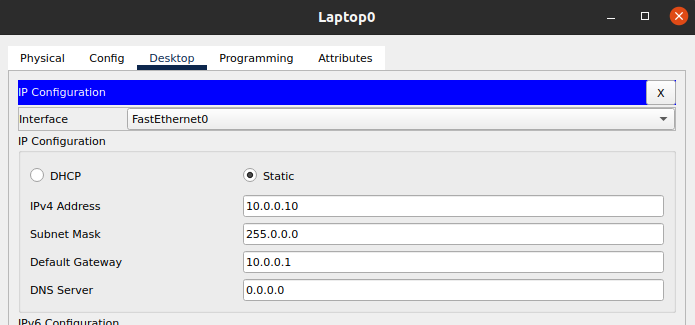 Laptop0
Physical Config Desktop Programming Attributes
IP Configuration X
Interface FastEthernet0
IP Configuration
DHCP Static
IPv4 Address 10.0.0.10
Subnet Mask 255.0.0.0
Default Gateway 10.0.0.1
DNS Server 0.0.0.0
IPv6 Configuration